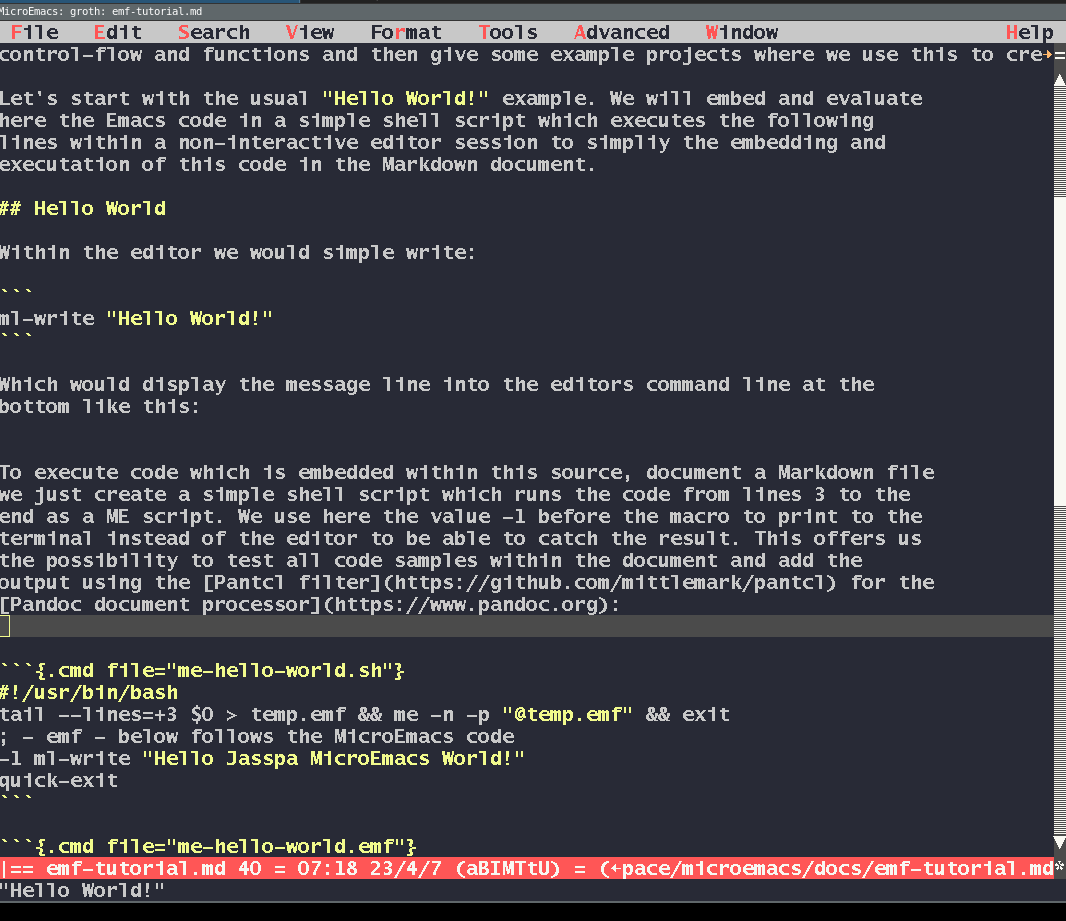 MicroEmacs: groth: emf-tutorial.md
File Edit Search View Format Tools Advanced Window Help
control-flow and functions and then give some example projects where we use this to cre
Let's start with the usual "Hello World!" example. We will embed and evaluate
here the Emacs code in a simple shell script which executes the following
lines within a non-interactive editor session to simpliy the embedding and
executation of this code in the Markdown document.
## Hello World
Within the editor we would simple write:
```
ml-write "Hello World!"
```
Which would display the message line into the editors command line at the
bottom like this:
To execute code which is embedded within this source, document a Markdown file
we just create a simple shell script which runs the code from lines 3 to the
end as a ME script. We use here the value -1 before the macro to print to the
terminal instead of the editor to be able to catch the result. This offers us
the possibility to test all code samples within the document and add the
output using the [Pantcl filter](https://github.com/mittlemark/pantcl) for the
[Pandoc document processor](https://www.pandoc.org):
```{.cmd file="me-hello-world.sh"}
#!/usr/bin/bash
tail --lines=+3 $0 > temp.emf && me -n -p "@temp.emf" && exit
; - emf - below follows the MicroEmacs code
-1 ml-write "Hello Jasspa MicroEmacs World!"
quick-exit
```
```{.cmd file="me-hello-world.emf"}
|== emf-tutorial.md 40 = 07:18 23/4/7 (aBIMTtU) = (←pace/microemacs/docs/emf-tutorial.md*
"Hello World!"